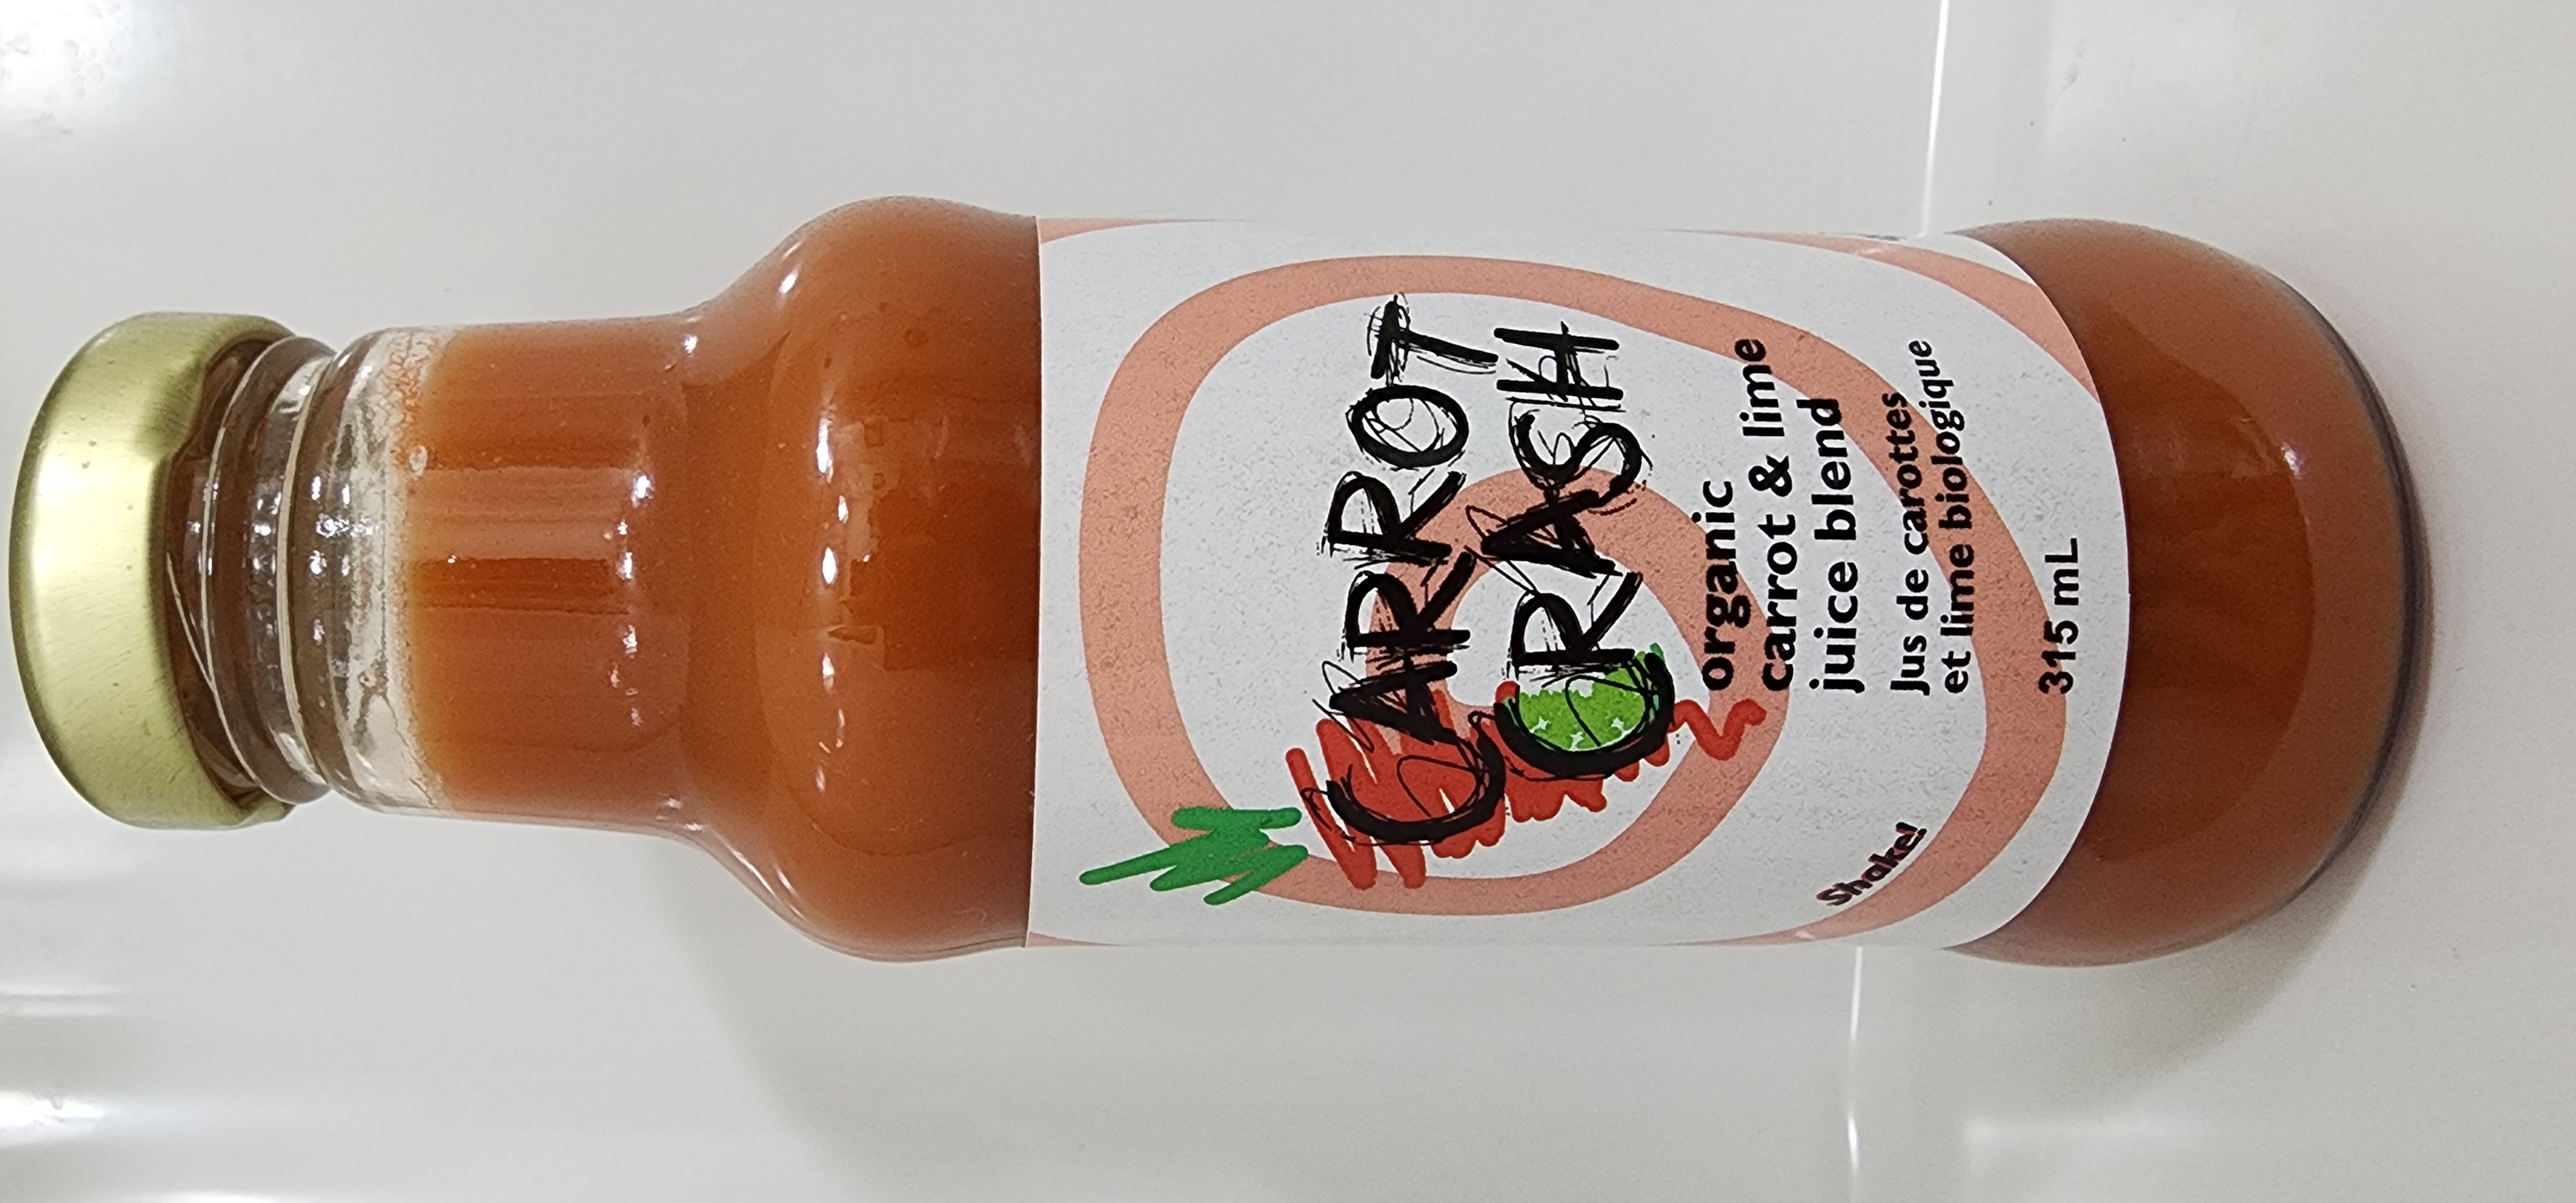 CARROT
CRASH
organic
carrot & lime
juice blend
Jus de carottes
et lime biologique
Shake!
315 mL